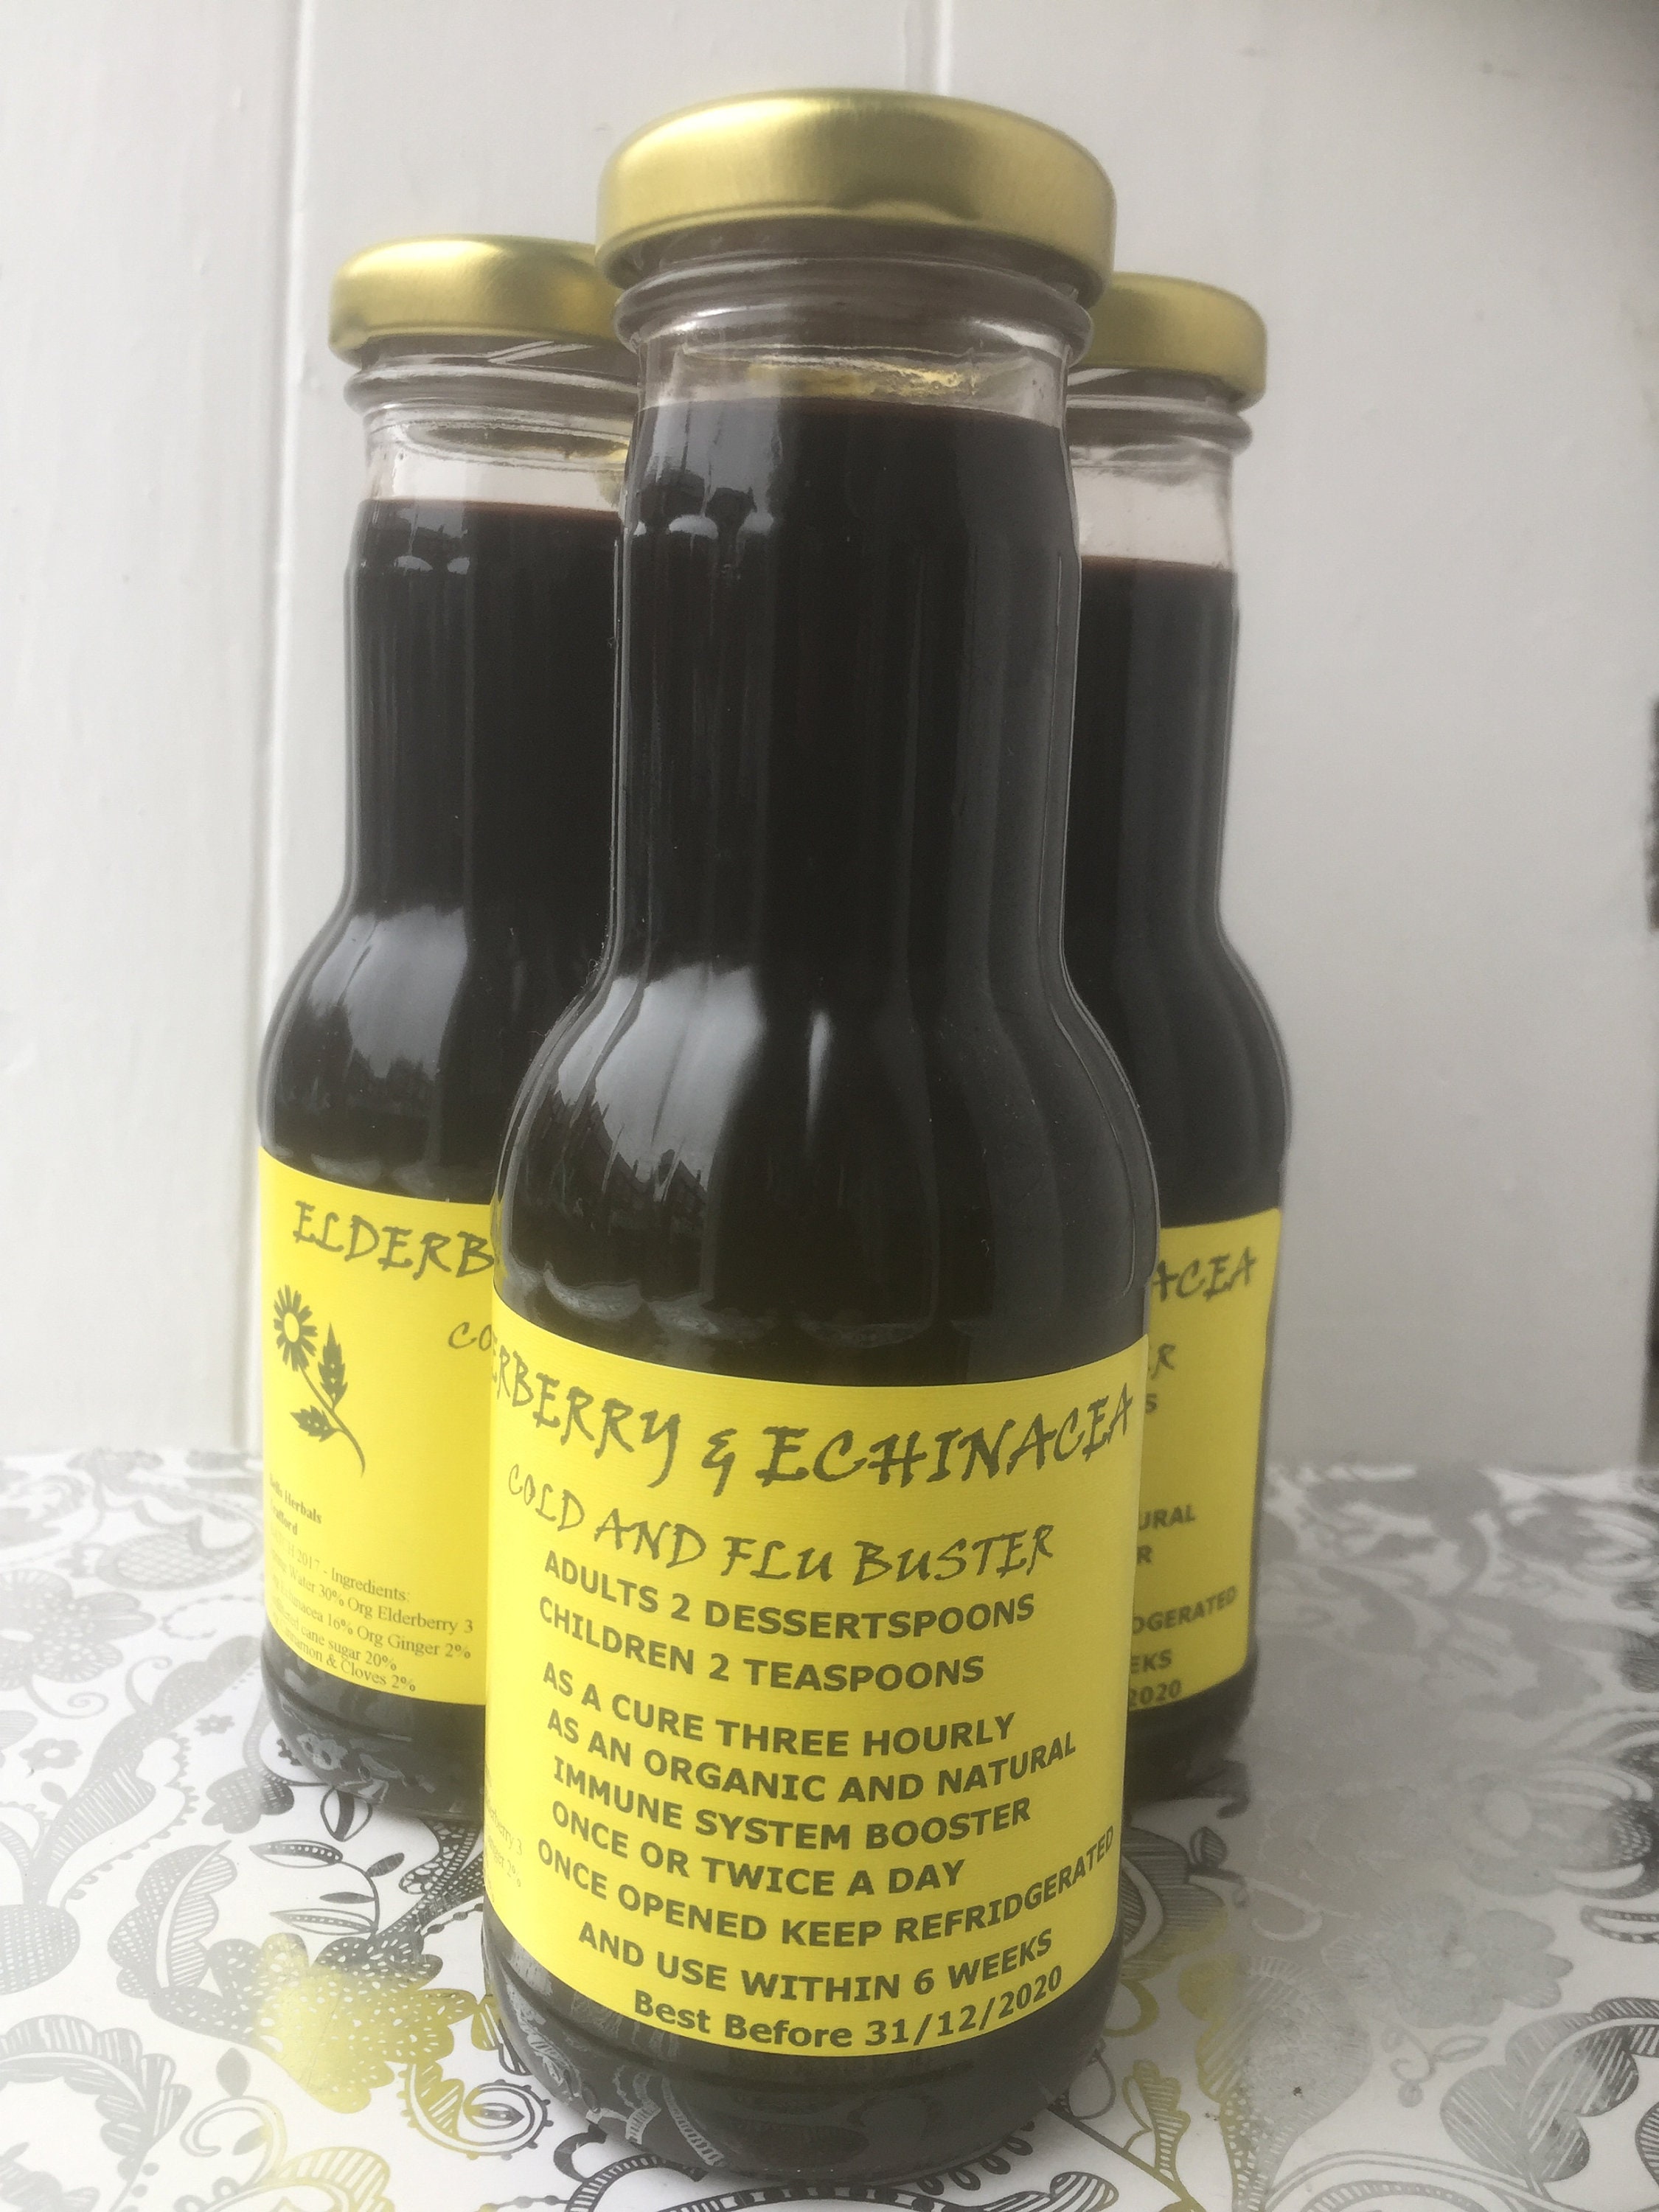 ELDERB
CO
Herbals
2017 - Ingredients:
Water 30% Org Elderberry 3
16% Org Ginger 2%
cane sugar 20%
& Cloves 2%
ERBERRY & ECHINACEA
COLD AND FLU BUSTER
ADULTS 2 DESSERTSPOONS
CHILDREN 2 TEASPOONS
AS A CURE THREE HOURLY
AS AN ORGANIC AND NATURAL
IMMUNE SYSTEM BOOSTER
ONCE OR TWICE A DAY
ONCE OPENED KEEP REFRIDGERATED
AND USE WITHIN 6 WEEKS
Best Before 31/12/2020
ACEA
R
S
URAL
R
DGERATED
EKS
2020